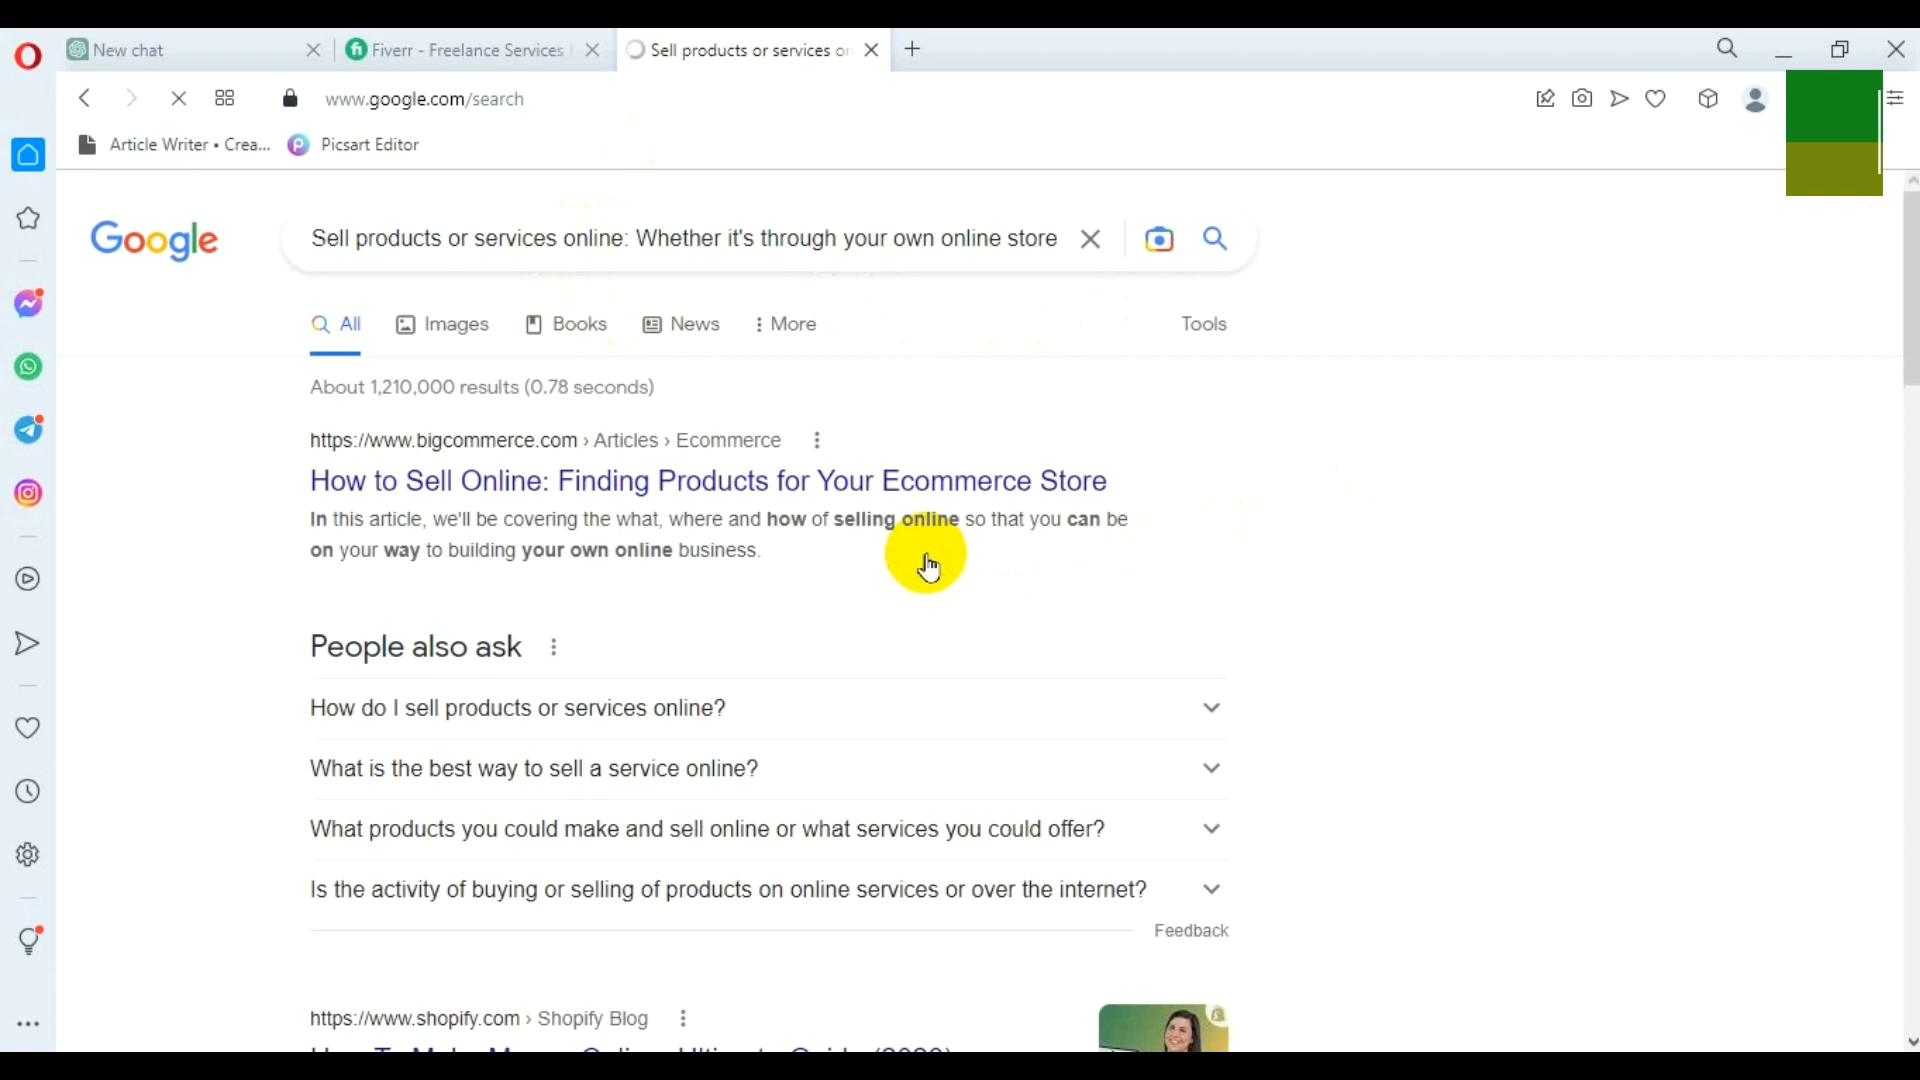 New chat
Fiverr - Freelance Services
Sell products or services on
www.google.com/search
Article Writer • Crea...
Picsart Editor
Google
Sell products or services online: Whether it's through your own online store
All
Images
Books
News
More
Tools
About 1,210,000 results (0.78 seconds)
https://www.bigcommerce.com › Articles › Ecommerce
How to Sell Online: Finding Products for Your Ecommerce Store
In this article, we'll be covering the what, where and how of selling online so that you can be
on your way to building your own online business.
People also ask
How do I sell products or services online?
What is the best way to sell a service online?
What products you could make and sell online or what services you could offer?
Is the activity of buying or selling of products on online services or over the internet?
Feedback
https://www.shopify.com › Shopify Blog